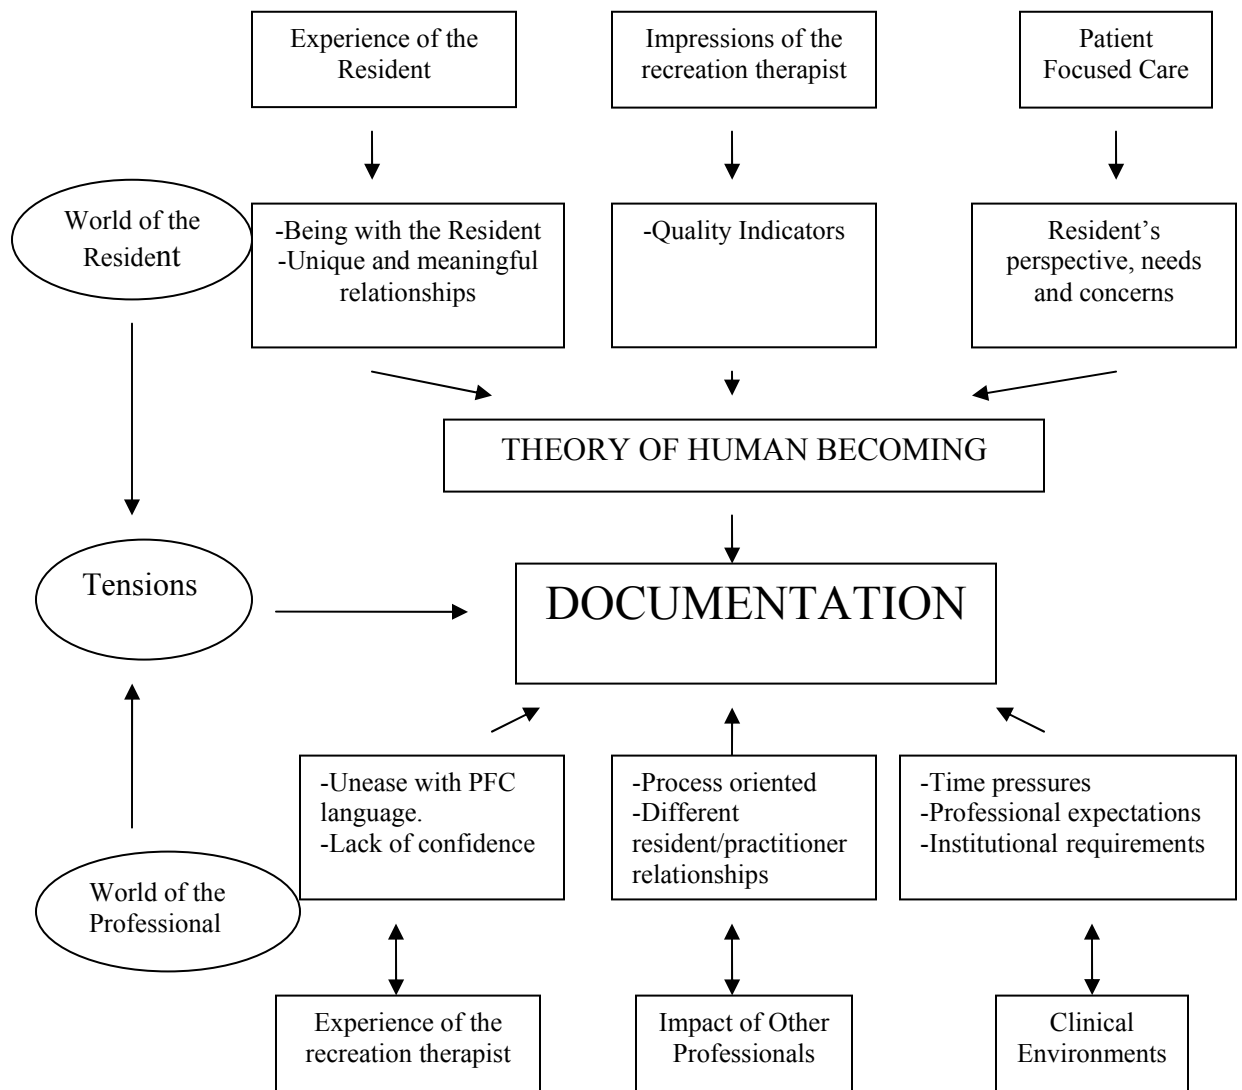 Experience of the
Resident
Impressions of the
recreation therapist
Patient
Focused Care
World of the
Resident
-Being with the Resident
-Unique and meaningful
relationships
-Quality Indicators
Resident’s
perspective, needs
and concerns
THEORY OF HUMAN BECOMING
Tensions
DOCUMENTATION
-Unease with PFC
language.
-Lack of confidence
-Process oriented
-Different
resident/practitioner
relationships
-Time pressures
-Professional expectations
-Institutional requirements
World of the
Professional
Experience of the
recreation therapist
Impact of Other
Professionals
Clinical
Environments